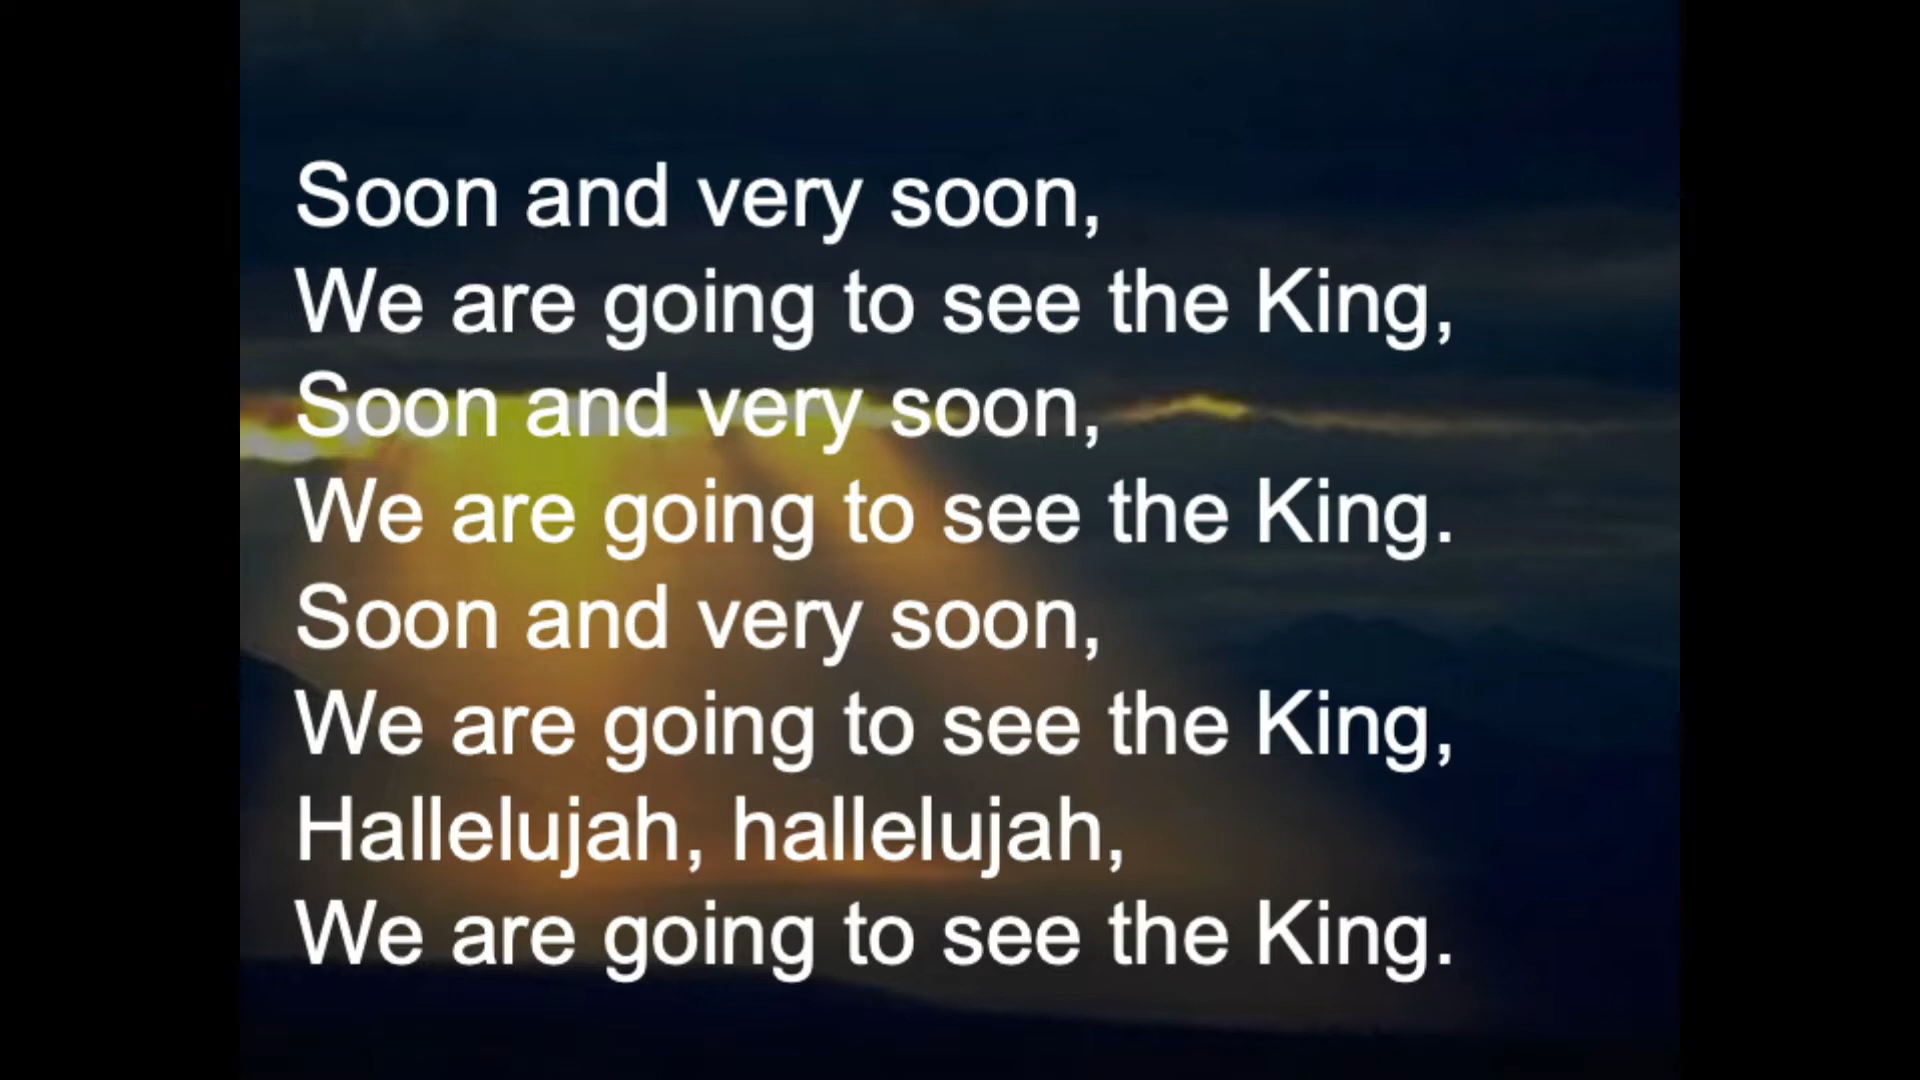 Soon and very soon,
We are going to see the King,
Soon and very soon,
We are going to see the King.
Soon and very soon,
We are going to see the King,
Hallelujah, hallelujah,
We are going to see the King.